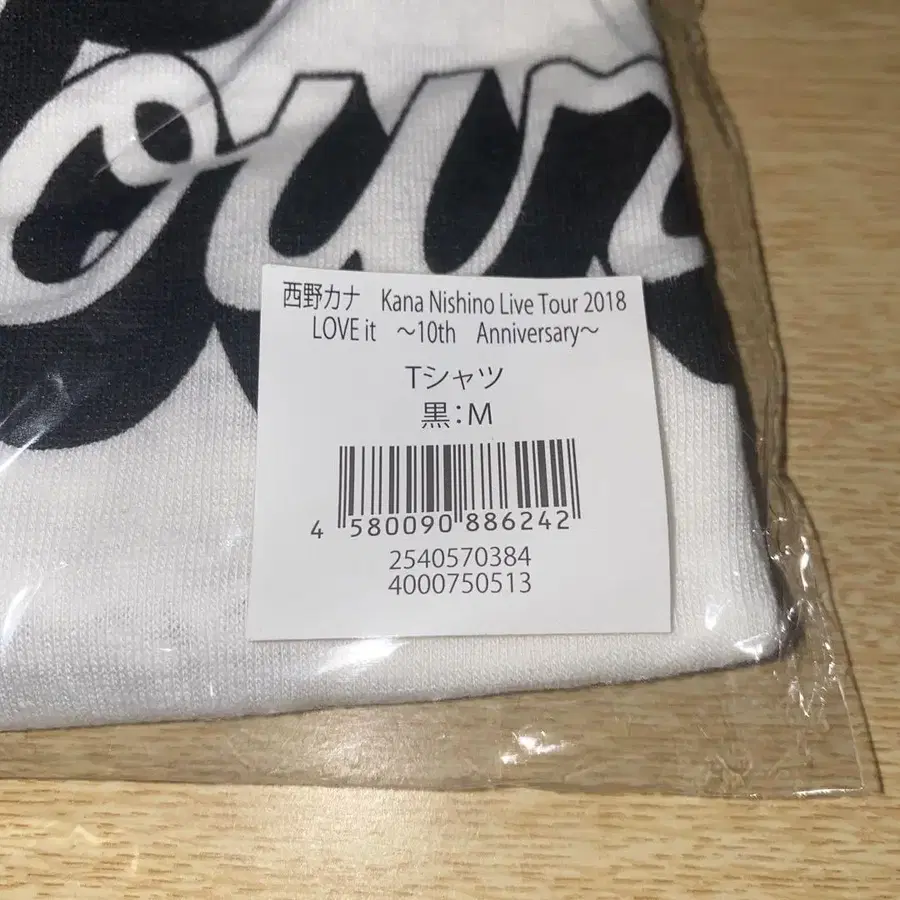 our
西野カナ　Kana Nishino Live Tour 2018
LOVE it　～10th　Anniversary～
Tシャツ
黒：M
4 580090 886242
2540570384
4000750513